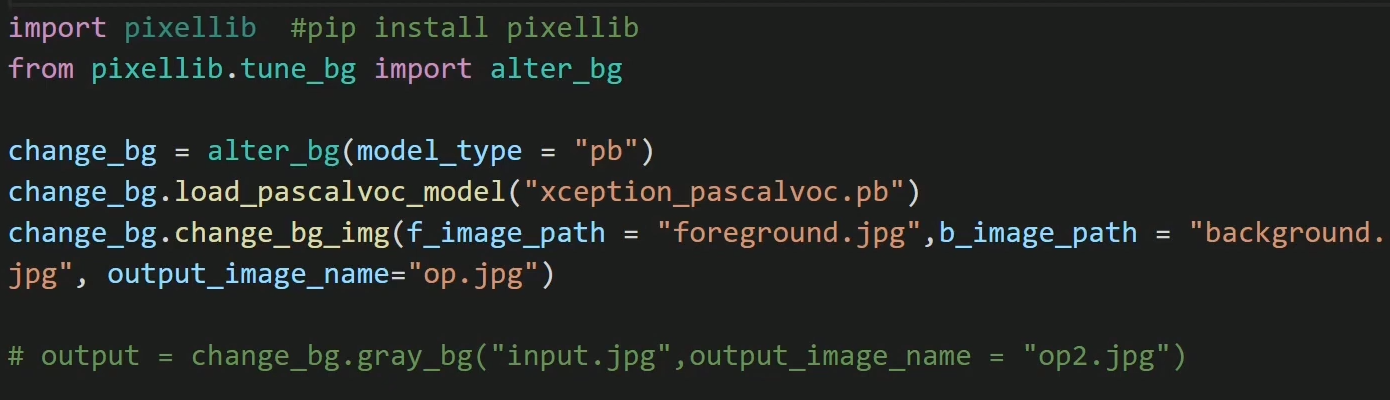 import pixellib  #pip install pixellib
from pixellib.tune_bg import alter_bg
change_bg = alter_bg(model_type = "pb")
change_bg.load_pascalvoc_model("xception_pascalvoc.pb")
change_bg.change_bg_img(f_image_path = "foreground.jpg",b_image_path = "background.
jpg", output_image_name="op.jpg")
# output = change_bg.gray_bg("input.jpg",output_image_name = "op2.jpg")